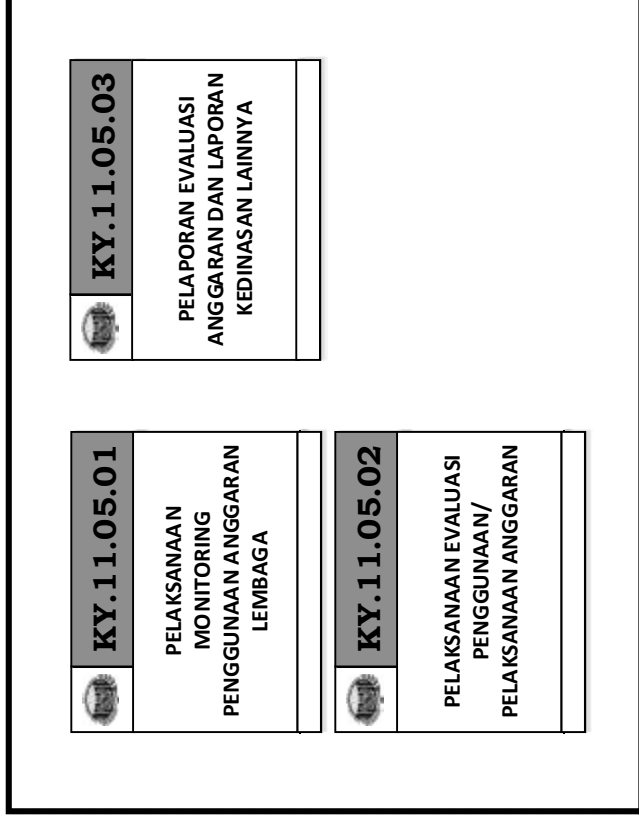 KY.11.05.01
PELAKSANAAN
MONITORING
PENGGUNAAN ANGGARAN
LEMBAGA
KY.11.05.02
PELAKSANAAN EVALUASI
PENGGUNAAN/
PELAKSANAAN ANGGARAN
KY.11.05.03
PELAPORAN EVALUASI
ANGGARAN DAN LAPORAN
KEDINASAN LAINNYA